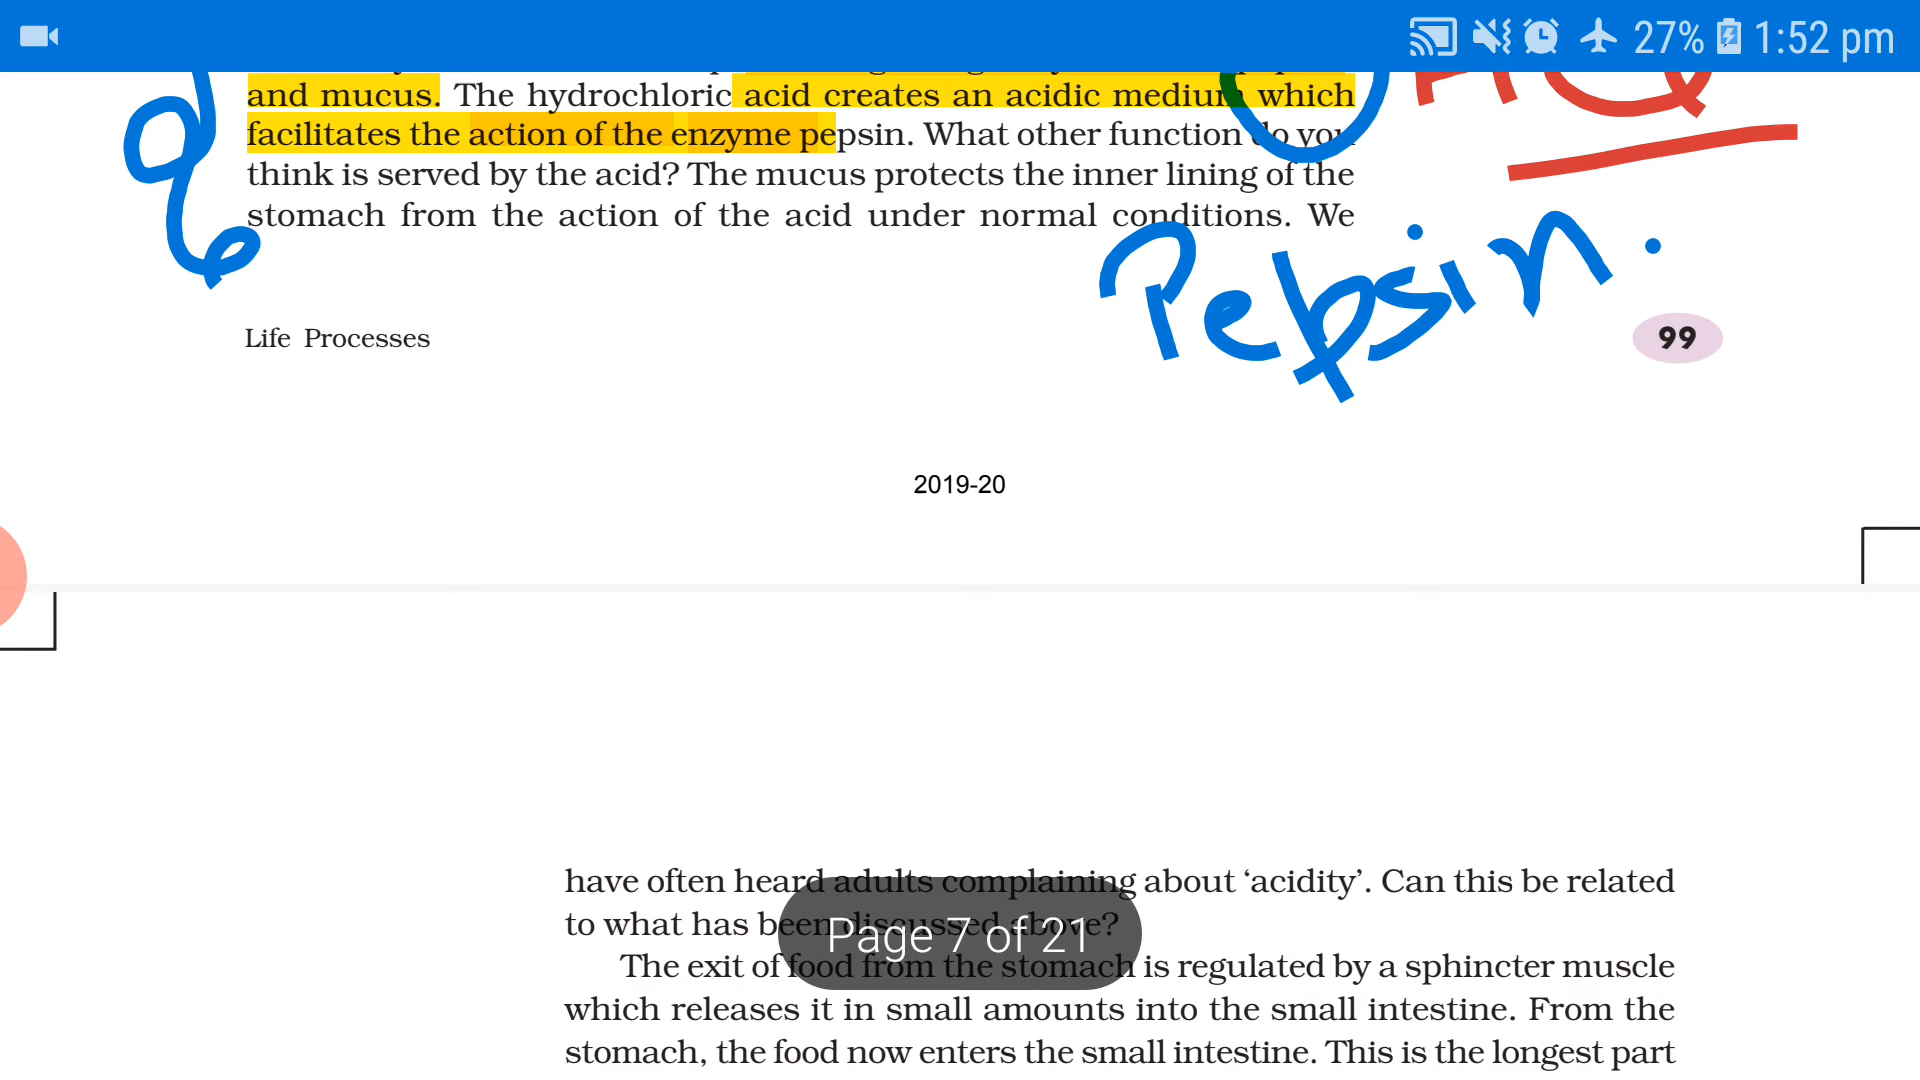 27% 1:52 pm
and mucus. The hydrochloric acid creates an acidic medium which
facilitates the action of the enzyme pepsin. What other function do you
think is served by the acid? The mucus protects the inner lining of the
stomach from the action of the acid under normal conditions. We
Pepsin.
Life Processes
99
2019-20
have often heard adults complaining about ‘acidity’. Can this be related
to what has been discussed above?
Page 7 of 21
The exit of food from the stomach is regulated by a sphincter muscle
which releases it in small amounts into the small intestine. From the
stomach, the food now enters the small intestine. This is the longest part